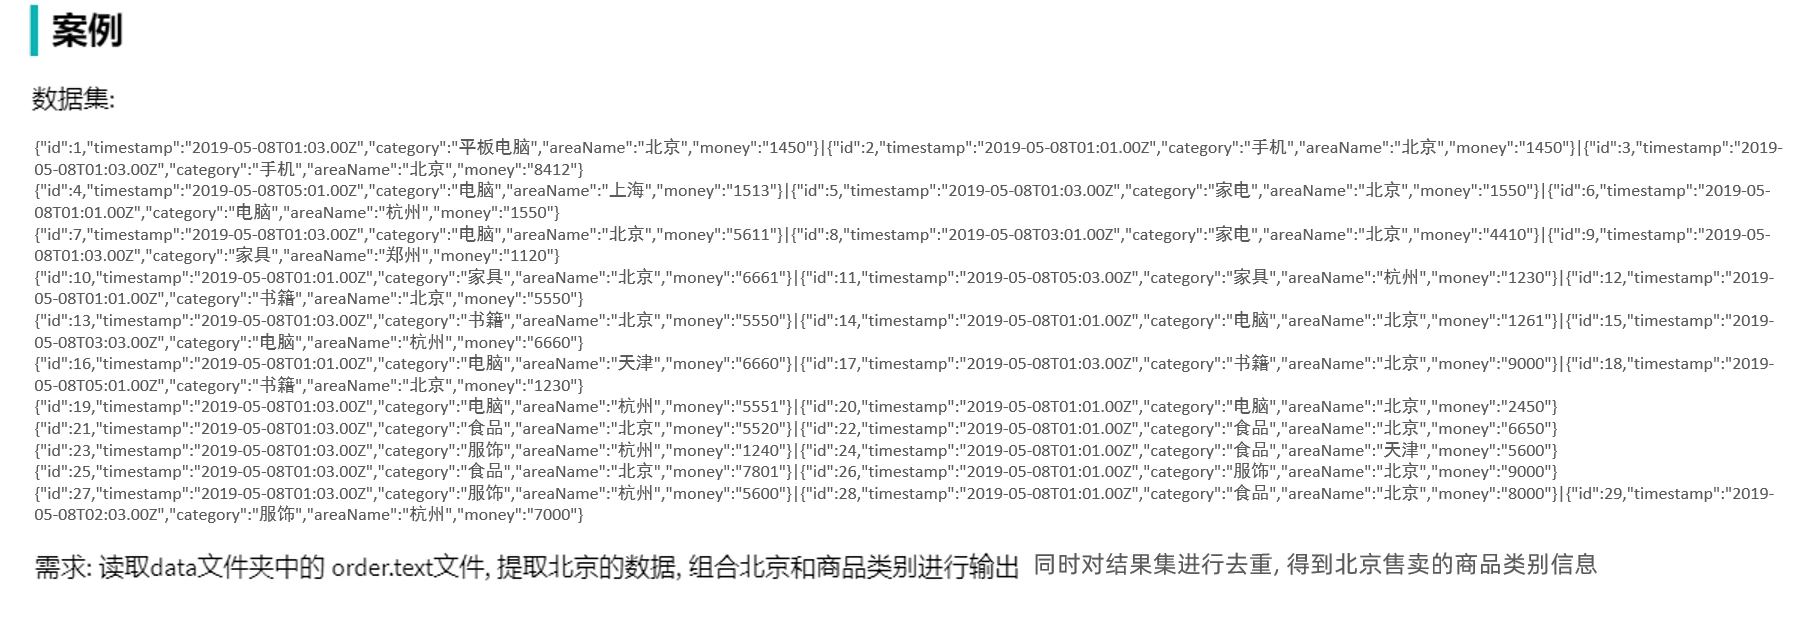 案例
数据集:
{"id":1,"timestamp":"2019-05-08T01:03.00Z","category":"平板电脑","areaName":"北京","money":"1450"}|{"id":2,"timestamp":"2019-05-08T01:01.00Z","category":"手机","areaName":"北京","money":"1450"}|{"id":3,"timestamp":"2019-
05-08T01:03.00Z","category":"手机","areaName":"北京","money":"8412"}
{"id":4,"timestamp":"2019-05-08T05:01.00Z","category":"电脑","areaName":"上海","money":"1513"}|{"id":5,"timestamp":"2019-05-08T01:03.00Z","category":"家电","areaName":"北京","money":"1550"}|{"id":6,"timestamp":"2019-05-
08T01:01.00Z","category":"电脑","areaName":"杭州","money":"1550"}
{"id":7,"timestamp":"2019-05-08T01:03.00Z","category":"电脑","areaName":"北京","money":"5611"}|{"id":8,"timestamp":"2019-05-08T03:01.00Z","category":"家电","areaName":"北京","money":"4410"}|{"id":9,"timestamp":"2019-05-
08T01:03.00Z","category":"家具","areaName":"郑州","money":"1120"}
{"id":10,"timestamp":"2019-05-08T01:01.00Z","category":"家具","areaName":"北京","money":"6661"}|{"id":11,"timestamp":"2019-05-08T05:03.00Z","category":"家具","areaName":"杭州","money":"1230"}|{"id":12,"timestamp":"2019-
05-08T01:01.00Z","category":"书籍","areaName":"北京","money":"5550"}
{"id":13,"timestamp":"2019-05-08T01:03.00Z","category":"书籍","areaName":"北京","money":"5550"}|{"id":14,"timestamp":"2019-05-08T01:01.00Z","category":"电脑","areaName":"北京","money":"1261"}|{"id":15,"timestamp":"2019-
05-08T03:03.00Z","category":"电脑","areaName":"杭州","money":"6660"}
{"id":16,"timestamp":"2019-05-08T01:01.00Z","category":"电脑","areaName":"天津","money":"6660"}|{"id":17,"timestamp":"2019-05-08T01:03.00Z","category":"书籍","areaName":"北京","money":"9000"}|{"id":18,"timestamp":"2019-
05-08T05:01.00Z","category":"书籍","areaName":"北京","money":"1230"}
{"id":19,"timestamp":"2019-05-08T01:03.00Z","category":"电脑","areaName":"杭州","money":"5551"}|{"id":20,"timestamp":"2019-05-08T01:01.00Z","category":"电脑","areaName":"北京","money":"2450"}
{"id":21,"timestamp":"2019-05-08T01:03.00Z","category":"食品","areaName":"北京","money":"5520"}|{"id":22,"timestamp":"2019-05-08T01:01.00Z","category":"食品","areaName":"北京","money":"6650"}
{"id":23,"timestamp":"2019-05-08T01:03.00Z","category":"服饰","areaName":"杭州","money":"1240"}|{"id":24,"timestamp":"2019-05-08T01:01.00Z","category":"食品","areaName":"天津","money":"5600"}
{"id":25,"timestamp":"2019-05-08T01:03.00Z","category":"食品","areaName":"北京","money":"7801"}|{"id":26,"timestamp":"2019-05-08T01:01.00Z","category":"服饰","areaName":"北京","money":"9000"}
{"id":27,"timestamp":"2019-05-08T01:03.00Z","category":"服饰","areaName":"杭州","money":"5600"}|{"id":28,"timestamp":"2019-05-08T01:01.00Z","category":"食品","areaName":"北京","money":"8000"}|{"id":29,"timestamp":"2019-
05-08T02:03.00Z","category":"服饰","areaName":"杭州","money":"7000"}
需求: 读取data文件夹中的 order.text文件, 提取北京的数据, 组合北京和商品类别进行输出 同时对结果集进行去重, 得到北京售卖的商品类别信息